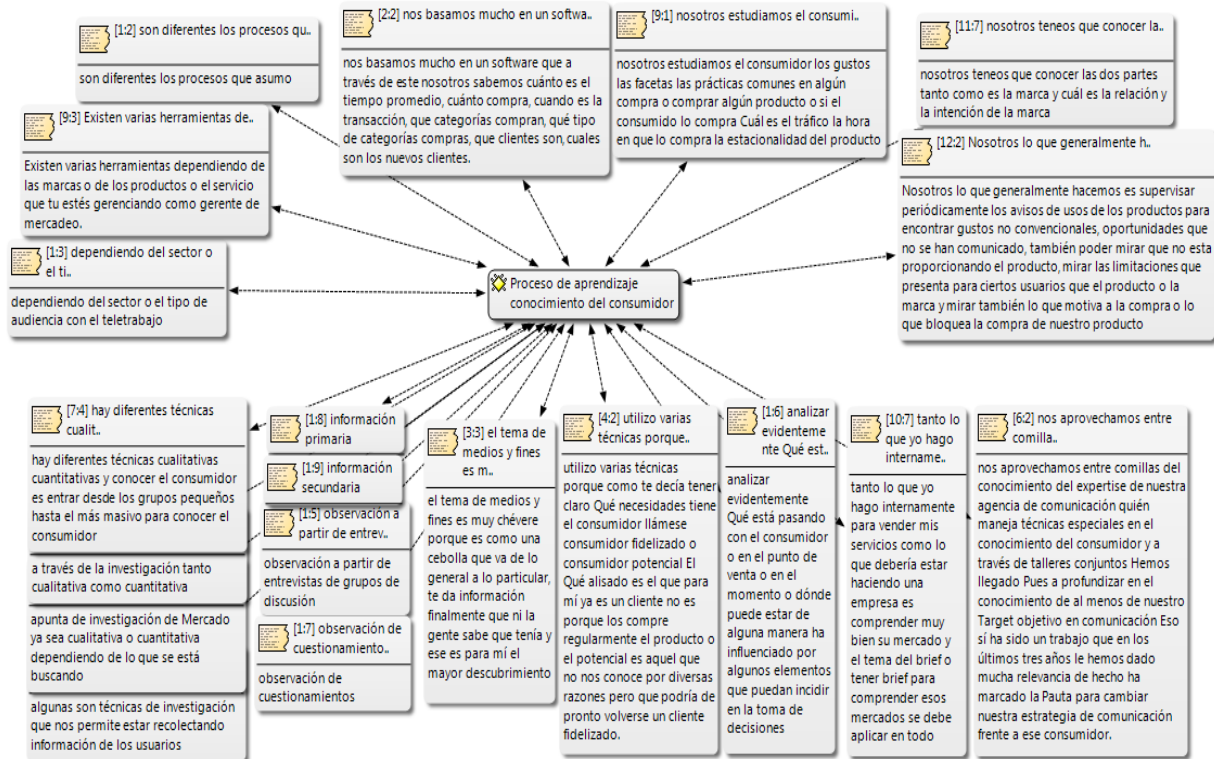 [1:2] son diferentes los procesos qu..
son diferentes los procesos que asumo
[2:2] nos basamos mucho en un softwa..
nos basamos mucho en un software que a
través de este nosotros sabemos cuánto es el
tiempo promedio, cuánto compra, cuando es la
transacción, que categorías compran, qué tipo
de categorías compras, que clientes son, cuales
son los nuevos clientes.
[9:1] nosotros estudiamos el consumi..
nosotros estudiamos el consumidor los gustos
las facetas las prácticas comunes en algún
compra o comprar algún producto o si el
consumido lo compra Cuál es el tráfico la hora
en que lo compra la estacionalidad del producto
[11:7] nosotros teneos que conocer la..
nosotros teneos que conocer las dos partes
tanto como es la marca y cuál es la relación y
la intención de la marca
[9:3] Existen varias herramientas de..
Existen varias herramientas dependiendo de
las marcas o de los productos o el servicio
que tu estés gerenciando como gerente de
mercadeo.
[12:2] Nosotros lo que generalmente h..
Nosotros lo que generalmente hacemos es supervisar
periódicamente los avisos de usos de los productos para
encontrar gustos no convencionales, oportunidades que
no se han comunicado, también poder mirar que no esta
proporcionando el producto, mirar las limitaciones que
presenta para ciertos usuarios que el producto o la
marca y mirar también lo que motiva a la compra o lo
que bloquea la compra de nuestro producto
[1:3] dependiendo del sector o
el ti..
dependiendo del sector o el tipo de
audiencia con el teletrabajo
Proceso de aprendizaje
conocimiento del consumidor
[7:4] hay diferentes técnicas
cualit..
hay diferentes técnicas cualitativas
cuantitativas y conocer el consumidor
es entrar desde los grupos pequeños
hasta el más masivo para conocer el
consumidor
a través de la investigación tanto
cualitativa como cuantitativa
apunta de investigación de Mercado
ya sea cualitativa o cuantitativa
dependiendo de lo que se está
buscando
algunas son técnicas de investigación
que nos permite estar recolectando
información de los usuarios
[1:8] información
primaria
[1:9] información
secundaria
[1:5] observación a
partir de entrev..
observación a partir de
entrevistas de grupos de
discusión
[1:7] observación de
cuestionamiento..
observación de
cuestionamientos
[3:3] el tema de
medios y fines
es m..
el tema de medios y
fines es muy chévere
porque es como una
cebolla que va de lo
general a lo particular,
te da información
finalmente que ni la
gente sabe que tenía y
ese es para mí el
mayor descubrimiento
[4:2] utilizo varias
técnicas porque..
utilizo varias técnicas
porque como te decía tener
claro Qué necesidades tiene
el consumidor llámese
consumidor fidelizado o
consumidor potencial El
Qué alisado es el que para
mí ya es un cliente no es
porque los compre
regularmente el producto o
el potencial es aquel que
no nos conoce por diversas
razones pero que podría de
pronto volverse un cliente
fidelizado.
[1:6] analizar
evidenteme
nte Qué est..
analizar
evidentemente
Qué está pasando
con el consumidor
o en el punto de
venta o en el
momento o dónde
puede estar de
alguna manera ha
influenciado por
algunos elementos
que puedan incidir
en la toma de
decisiones
[10:7] tanto lo
que yo hago
intername..
tanto lo que yo
hago internamente
para vender mis
servicios como lo
que debería estar
haciendo una
empresa es
comprender muy
bien su mercado y
el tema del brief o
tener brief para
comprender esos
mercados se debe
aplicar en todo
[6:2] nos aprovechamos entre
comilla..
nos aprovechamos entre comillas del
conocimiento del expertise de nuestra
agencia de comunicación quién
maneja técnicas especiales en el
conocimiento del consumidor y a
través de talleres conjuntos Hemos
llegado Pues a profundizar en el
conocimiento de al menos de nuestro
Target objetivo en comunicación Eso
sí ha sido un trabajo que en los
últimos tres años le hemos dado
mucha relevancia de hecho ha
marcado la Pauta para cambiar
nuestra estrategia de comunicación
frente a ese consumidor.